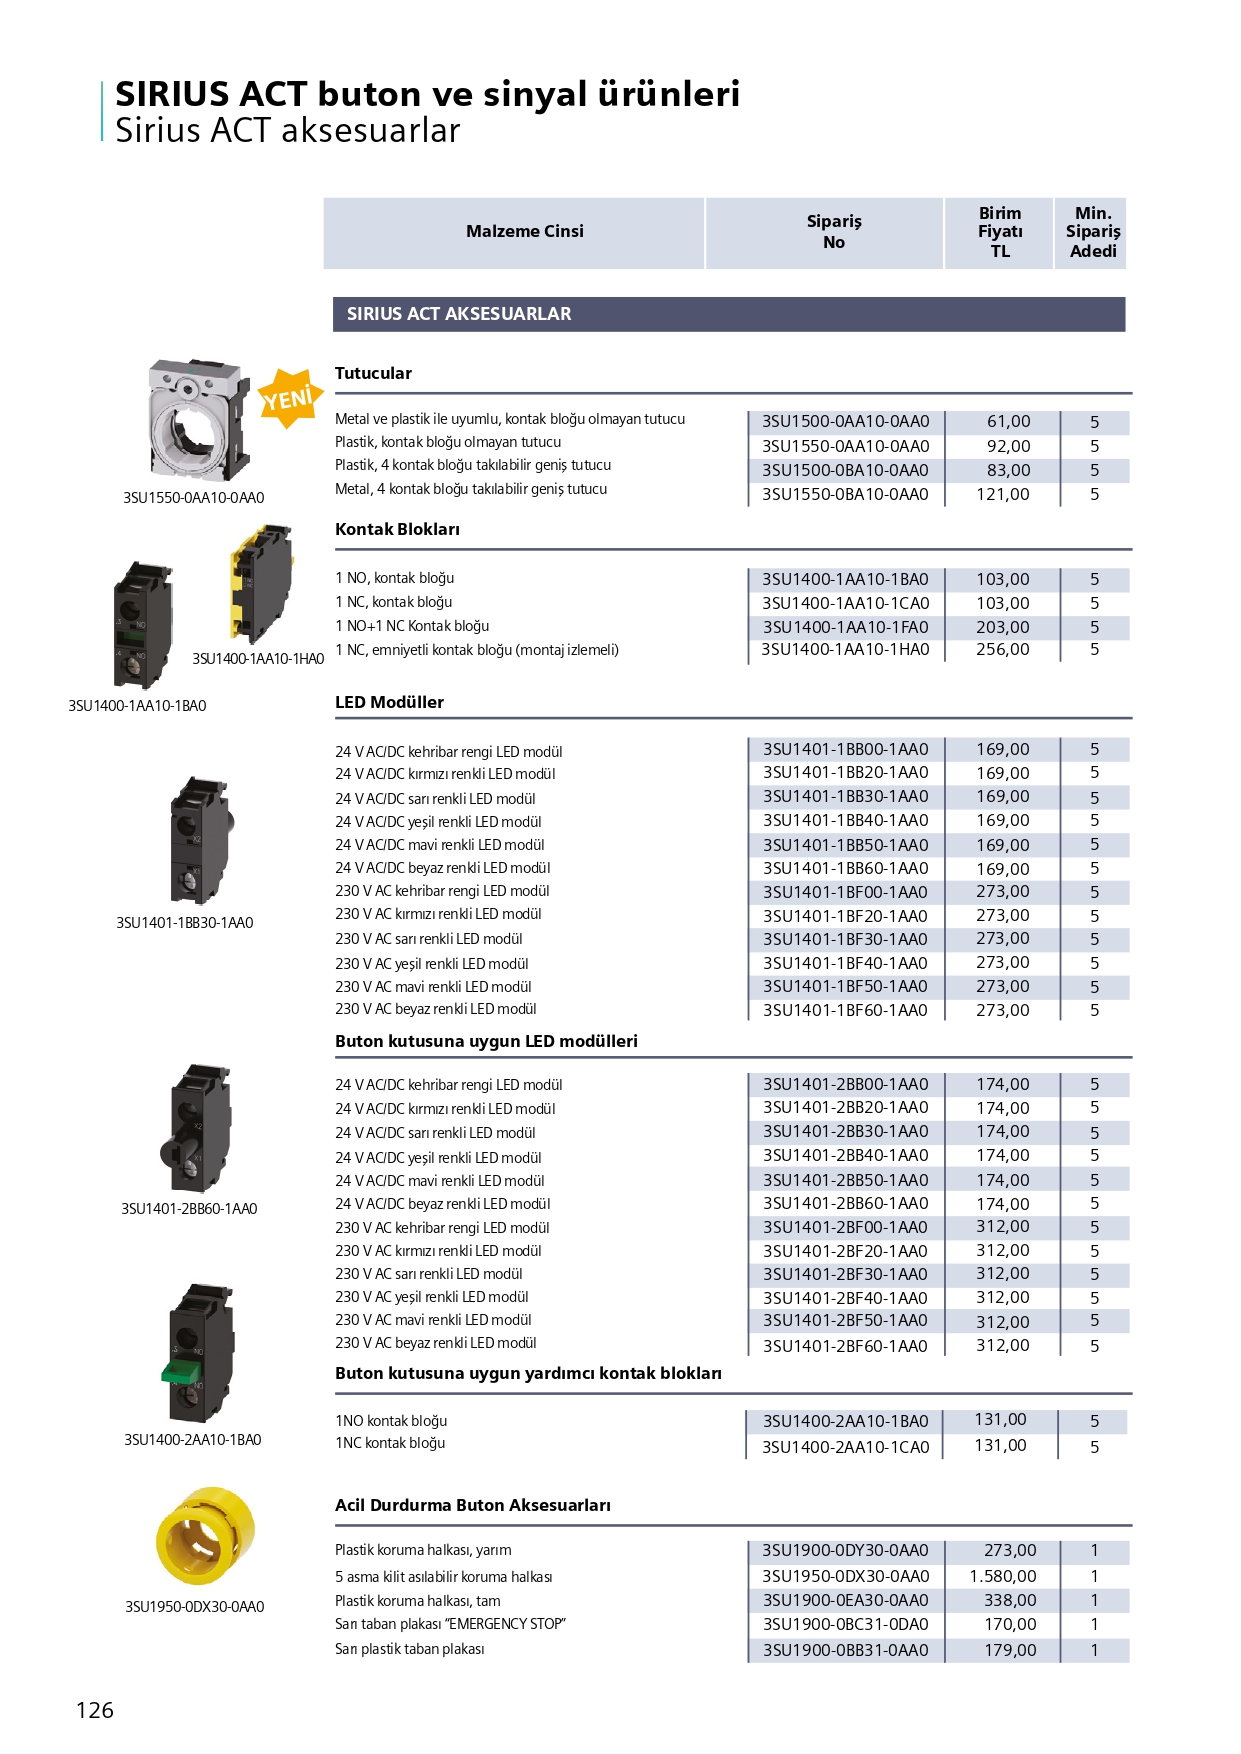 SIRIUS ACT buton ve sinyal ürünleri
Sirius ACT aksesuarlar
Malzeme Cinsi
Sipariş
No
Birim
Fiyatı
TL
Min.
Sipariş
Adedi
SIRIUS ACT AKSESUARLAR
YENİ
3SU1550-0AA10-0AA0
Tutucular
Metal ve plastik ile uyumlu, kontak bloğu olmayan tutucu 3SU1500-0AA10-0AA0 61,00 5
Plastik, kontak bloğu olmayan tutucu 3SU1550-0AA10-0AA0 92,00 5
Plastik, 4 kontak bloğu takılabilir geniş tutucu 3SU1500-0BA10-0AA0 83,00 5
Metal, 4 kontak bloğu takılabilir geniş tutucu 3SU1550-0BA10-0AA0 121,00 5
3SU1400-1AA10-1HA0
3SU1400-1AA10-1BA0
Kontak Blokları
1 NO, kontak bloğu 3SU1400-1AA10-1BA0 103,00 5
1 NC, kontak bloğu 3SU1400-1AA10-1CA0 103,00 5
1 NO+1 NC Kontak bloğu 3SU1400-1AA10-1FA0 203,00 5
1 NC, emniyetli kontak bloğu (montaj izlemeli) 3SU1400-1AA10-1HA0 256,00 5
3SU1401-1BB30-1AA0
LED Modüller
24 V AC/DC kehribar rengi LED modül 3SU1401-1BB00-1AA0 169,00 5
24 V AC/DC kırmızı renkli LED modül 3SU1401-1BB20-1AA0 169,00 5
24 V AC/DC sarı renkli LED modül 3SU1401-1BB30-1AA0 169,00 5
24 V AC/DC yeşil renkli LED modül 3SU1401-1BB40-1AA0 169,00 5
24 V AC/DC mavi renkli LED modül 3SU1401-1BB50-1AA0 169,00 5
24 V AC/DC beyaz renkli LED modül 3SU1401-1BB60-1AA0 169,00 5
230 V AC kehribar rengi LED modül 3SU1401-1BF00-1AA0 273,00 5
230 V AC kırmızı renkli LED modül 3SU1401-1BF20-1AA0 273,00 5
230 V AC sarı renkli LED modül 3SU1401-1BF30-1AA0 273,00 5
230 V AC yeşil renkli LED modül 3SU1401-1BF40-1AA0 273,00 5
230 V AC mavi renkli LED modül 3SU1401-1BF50-1AA0 273,00 5
230 V AC beyaz renkli LED modül 3SU1401-1BF60-1AA0 273,00 5
3SU1401-2BB60-1AA0
Buton kutusuna uygun LED modülleri
24 V AC/DC kehribar rengi LED modül 3SU1401-2BB00-1AA0 174,00 5
24 V AC/DC kırmızı renkli LED modül 3SU1401-2BB20-1AA0 174,00 5
24 V AC/DC sarı renkli LED modül 3SU1401-2BB30-1AA0 174,00 5
24 V AC/DC yeşil renkli LED modül 3SU1401-2BB40-1AA0 174,00 5
24 V AC/DC mavi renkli LED modül 3SU1401-2BB50-1AA0 174,00 5
24 V AC/DC beyaz renkli LED modül 3SU1401-2BB60-1AA0 174,00 5
230 V AC kehribar rengi LED modül 3SU1401-2BF00-1AA0 312,00 5
230 V AC kırmızı renkli LED modül 3SU1401-2BF20-1AA0 312,00 5
230 V AC sarı renkli LED modül 3SU1401-2BF30-1AA0 312,00 5
230 V AC yeşil renkli LED modül 3SU1401-2BF40-1AA0 312,00 5
230 V AC mavi renkli LED modül 3SU1401-2BF50-1AA0 312,00 5
230 V AC beyaz renkli LED modül 3SU1401-2BF60-1AA0 312,00 5
3SU1400-2AA10-1BA0
Buton kutusuna uygun yardımcı kontak blokları
1NO kontak bloğu 3SU1400-2AA10-1BA0 131,00 5
1NC kontak bloğu 3SU1400-2AA10-1CA0 131,00 5
3SU1950-0DX30-0AA0
Acil Durdurma Buton Aksesuarları
Plastik koruma halkası, yarım 3SU1900-0DY30-0AA0 273,00 1
5 asma kilit asılabilir koruma halkası 3SU1950-0DX30-0AA0 1.580,00 1
Plastik koruma halkası, tam 3SU1900-0EA30-0AA0 338,00 1
Sarı taban plakası “EMERGENCY STOP” 3SU1900-0BC31-0DA0 170,00 1
Sarı plastik taban plakası 3SU1900-0BB31-0AA0 179,00 1
126